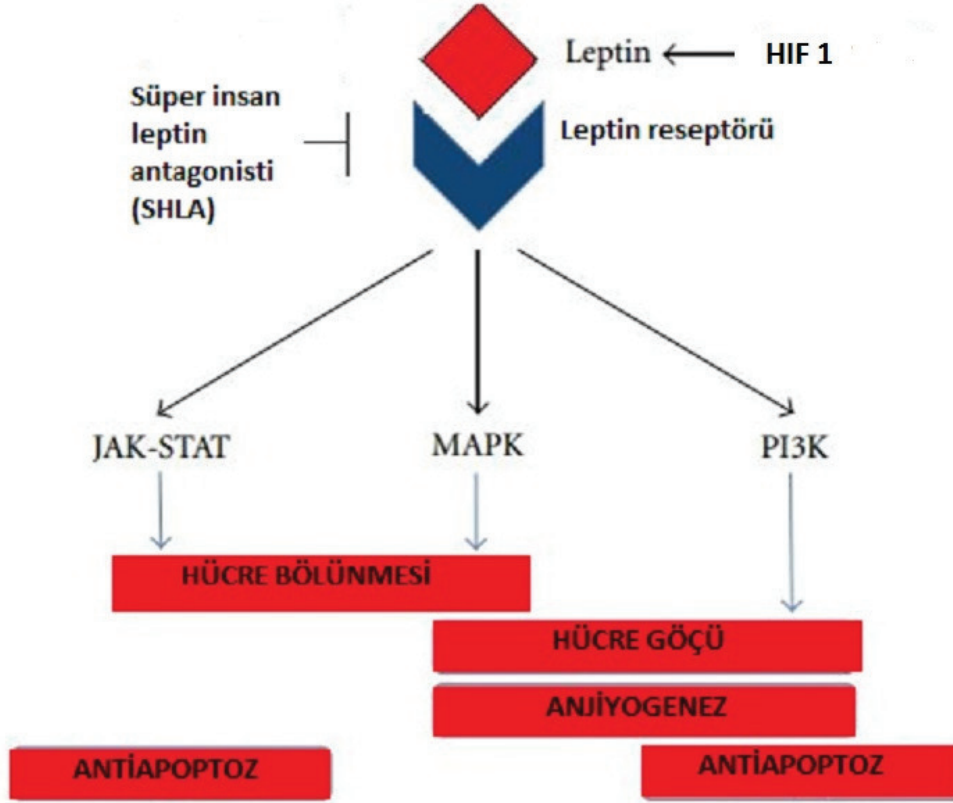 Leptin
HIF 1
Süper insan
leptin
antagonisti
(SHLA)
Leptin reseptörü
JAK-STAT
MAPK
PI3K
HÜCRE BÖLÜNMESİ
HÜCRE GÖÇÜ
ANJİYOGENEZ
ANTİAPOPTOZ
ANTİAPOPTOZ